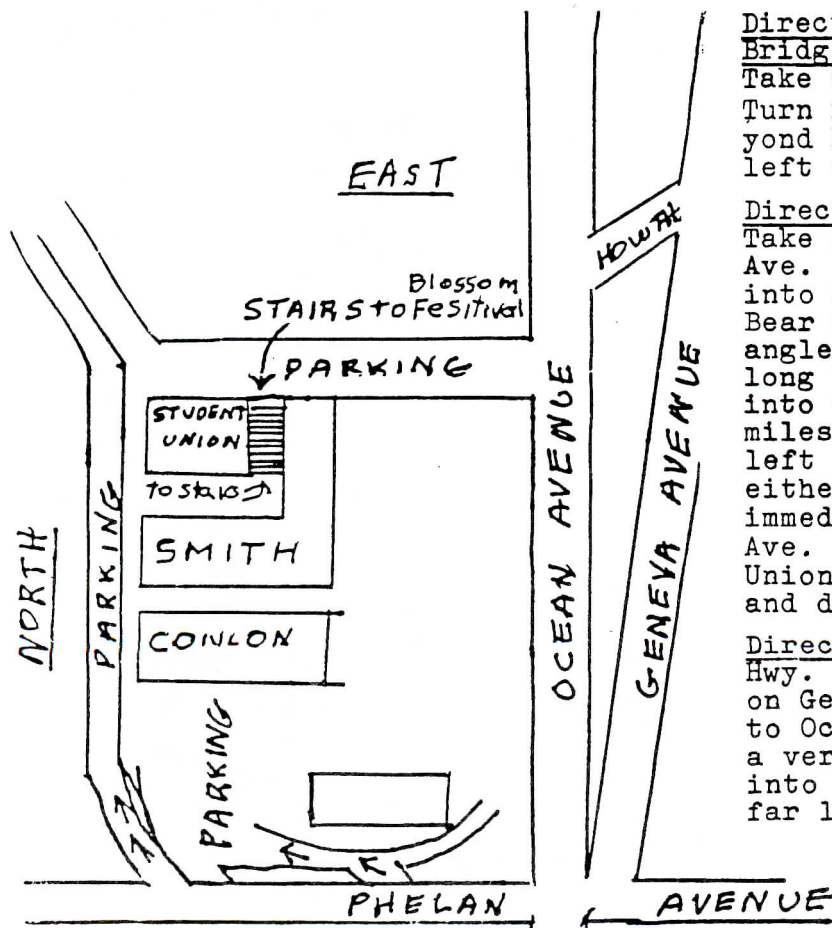 EAST
Blossom
STAIRS to Fesitival
PARKING
STUDENT
UNION
to stairs
SMITH
CONLON
PARKING
NORTH
PARKING
OCEAN AVENUE
HOWTH
GENEVA AVENUE
PHELAN
AVENUE
Direc
Bridg
Take
Turn
yond
left
Direc
Take
Ave.
into
Bear
angle
long
into
miles
left
eithe
immed
Ave.
Union
and d
Direc
Hwy.
on Ge
to Oc
a ver
into
far l